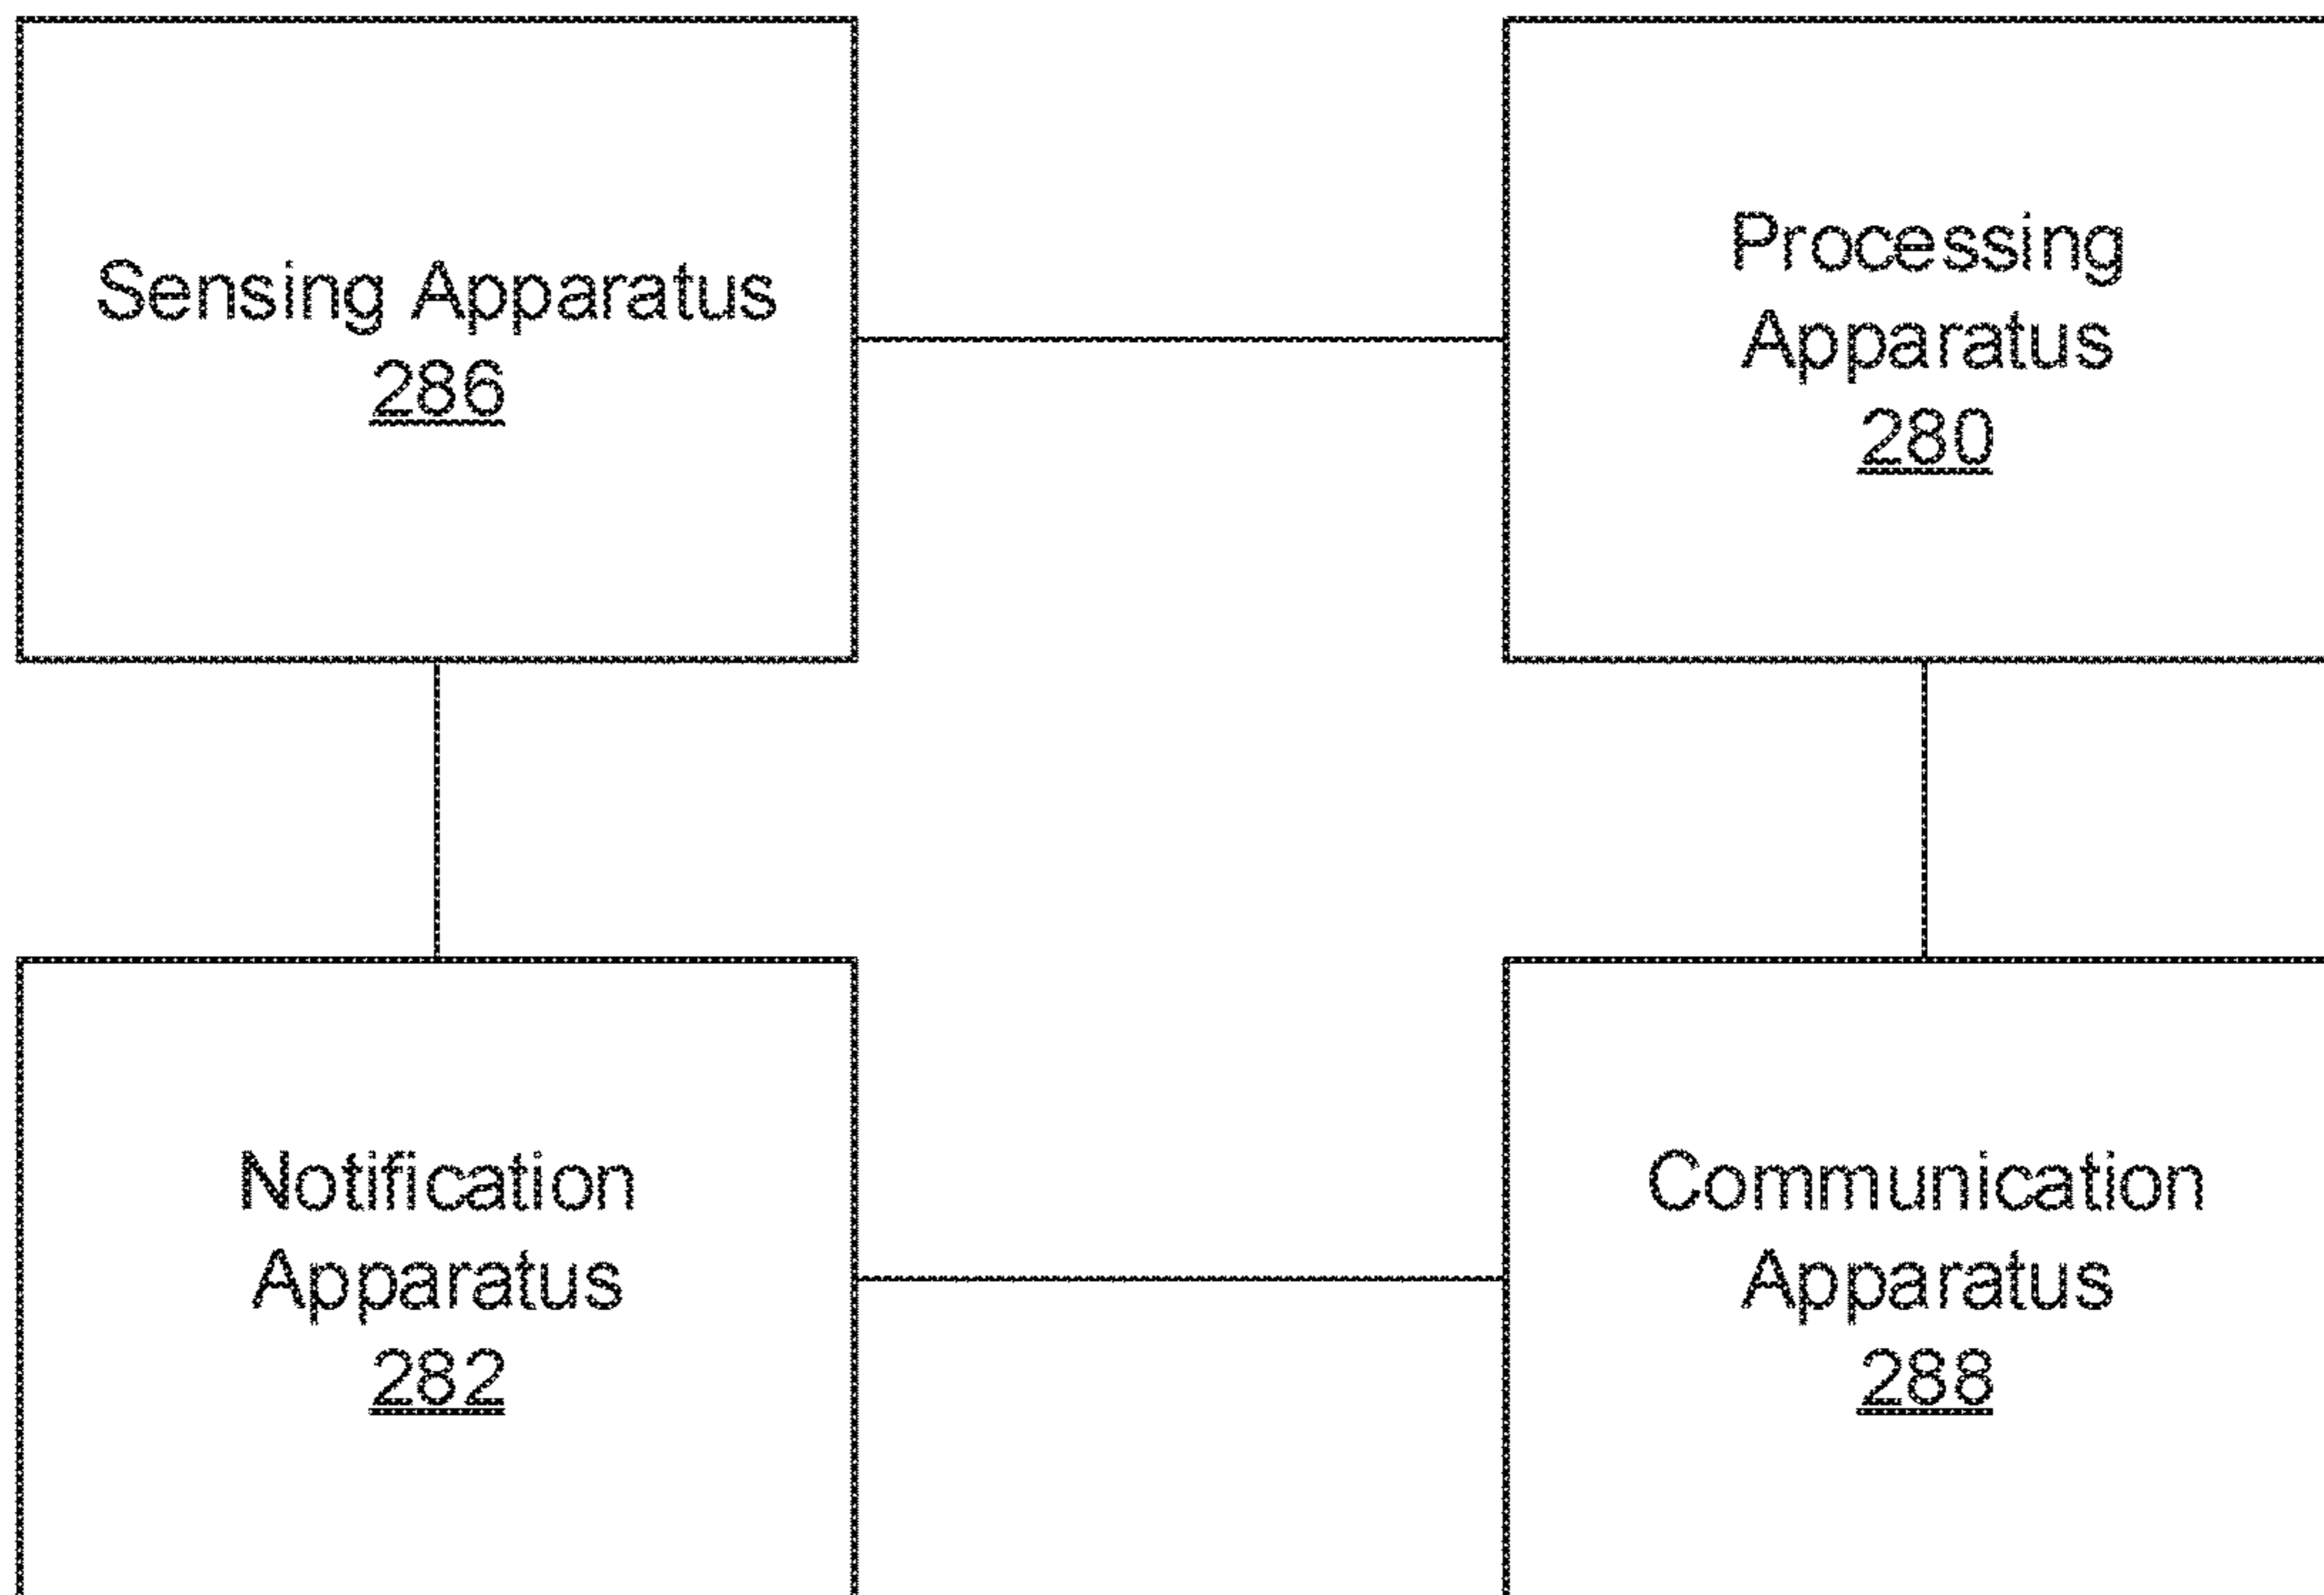 Sensing Apparatus
286
Processing
Apparatus
280
Notification
Apparatus
282
Communication
Apparatus
288